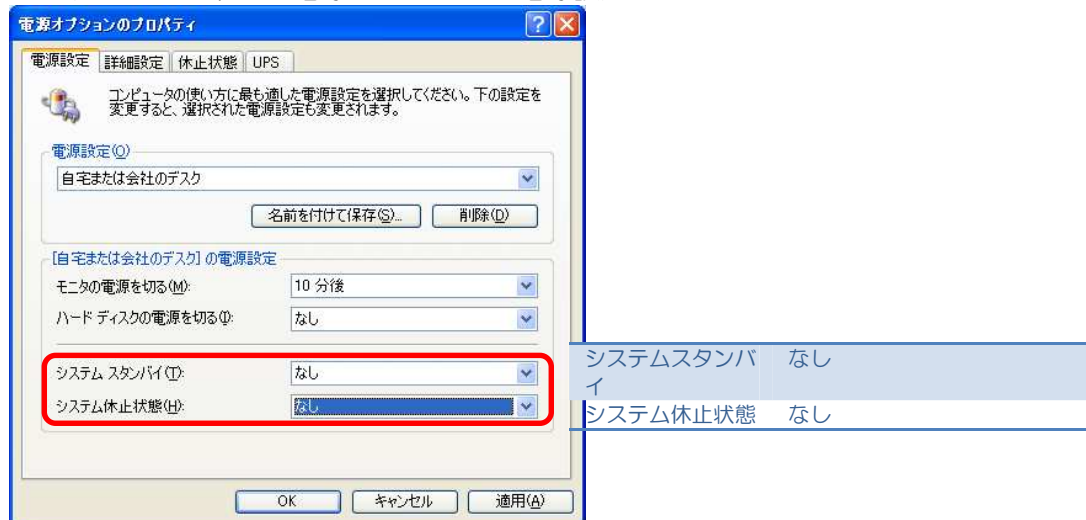 電源オプションのプロパティ
電源設定 詳細設定 休止状態 UPS
コンピュータの使い方に最も適した電源設定を選択してください。下の設定を
変更すると、選択された電源設定も変更されます。
電源設定(O)
自宅または会社のデスク
名前を付けて保存(S)... 削除(D)
[自宅または会社のデスク] の電源設定
モニタの電源を切る(M): 10 分後
ハード ディスクの電源を切る(I): なし
システム スタンバイ(T): なし
システム休止状態(H): なし
システムスタンバ なし
イ
システム休止状態 なし
OK キャンセル 適用(A)